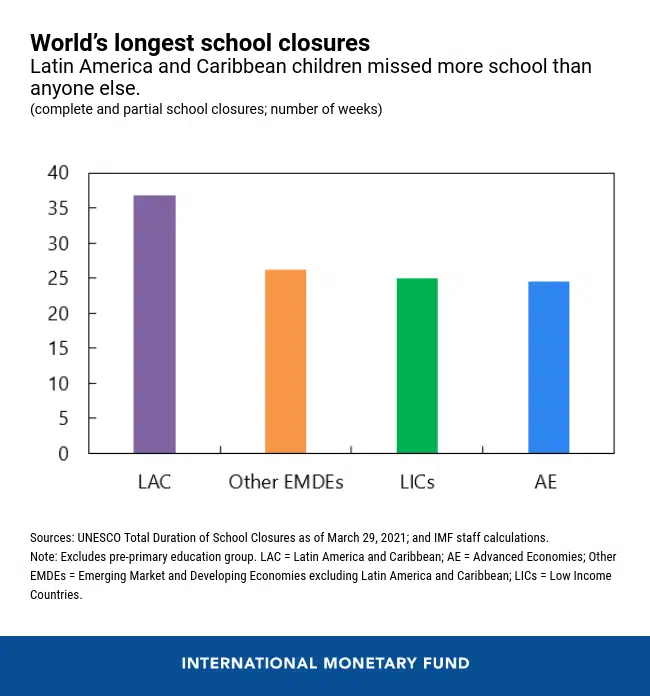 World’s longest school closures
Latin America and Caribbean children missed more school than
anyone else.
(complete and partial school closures; number of weeks)
40
35
30
25
20
15
10
5
0
LAC
Other EMDEs
LICs
AE
Sources: UNESCO Total Duration of School Closures as of March 29, 2021; and IMF staff calculations.
Note: Excludes pre-primary education group. LAC = Latin America and Caribbean; AE = Advanced Economies; Other
EMDEs = Emerging Market and Developing Economies excluding Latin America and Caribbean; LICs = Low Income
Countries.
INTERNATIONAL MONETARY FUND